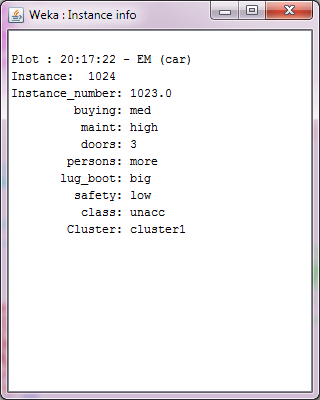 Weka : Instance info
Plot : 20:17:22 - EM (car)
Instance: 1024
Instance_number: 1023.0
buying: med
maint: high
doors: 3
persons: more
lug_boot: big
safety: low
class: unacc
Cluster: cluster1